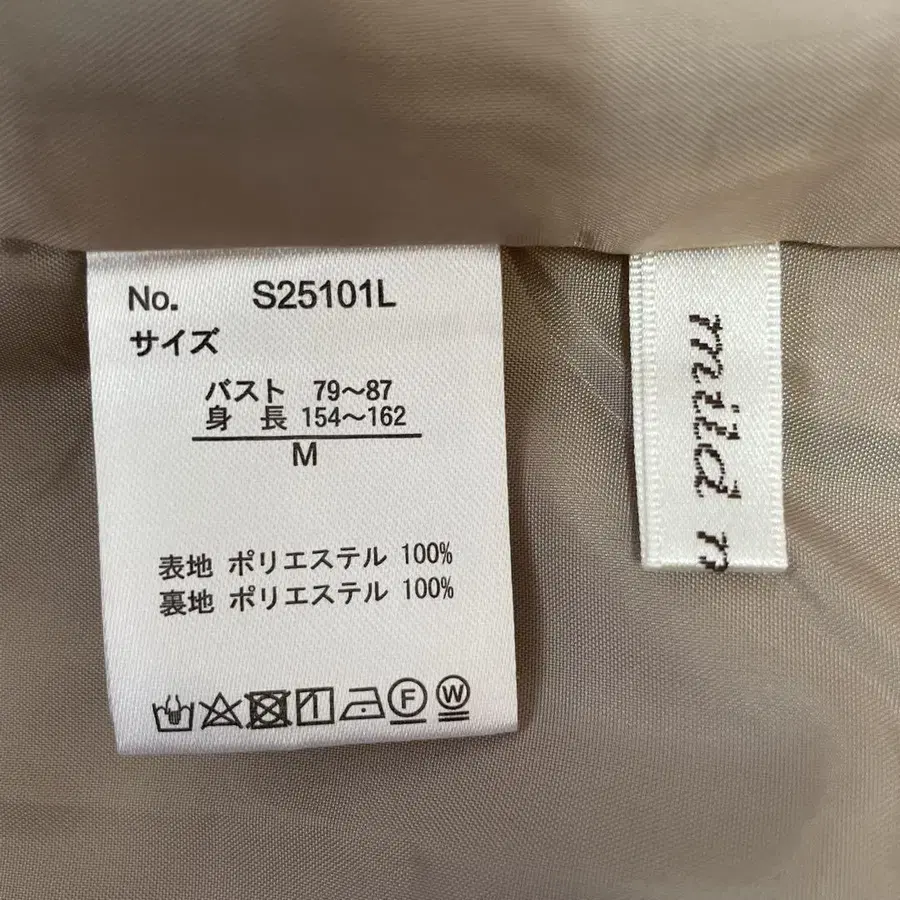 No. S25101L
サイズ
バスト 79～87
身 長 154～162
M
表地 ポリエステル 100%
裏地 ポリエステル 100%
F
W
mild